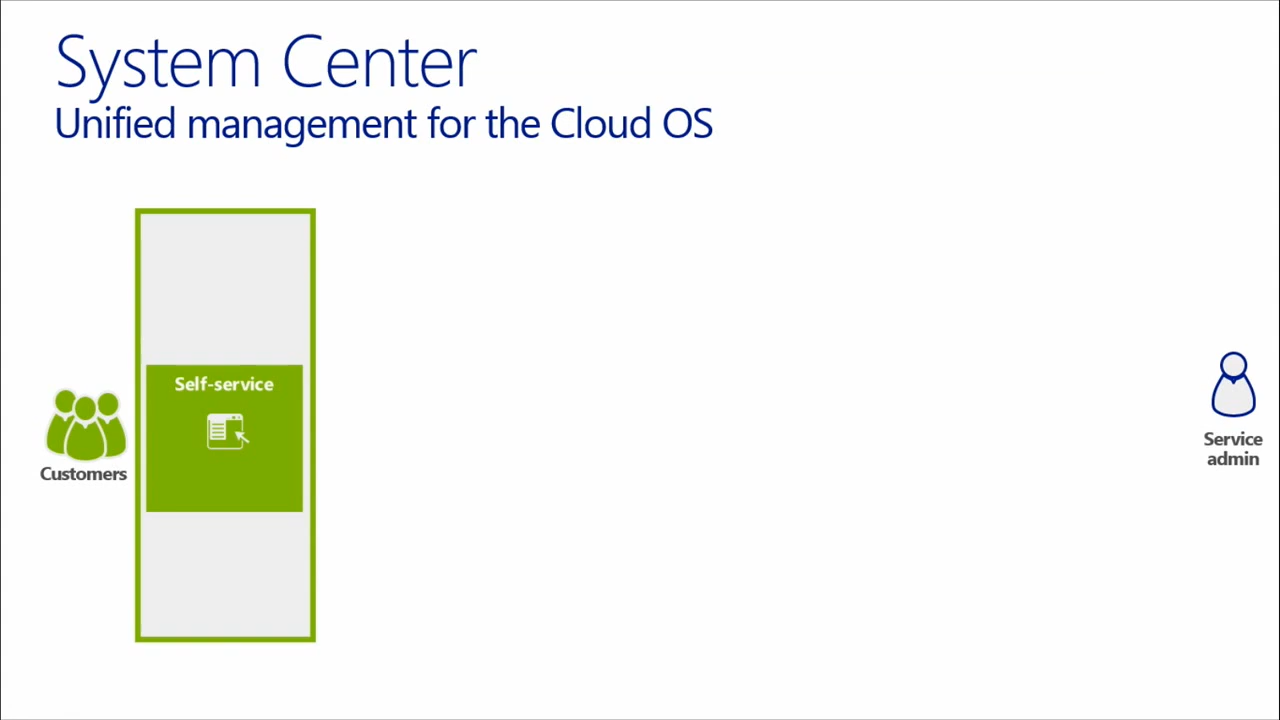 System Center
Unified management for the Cloud OS
Self-service
Customers
Service
admin